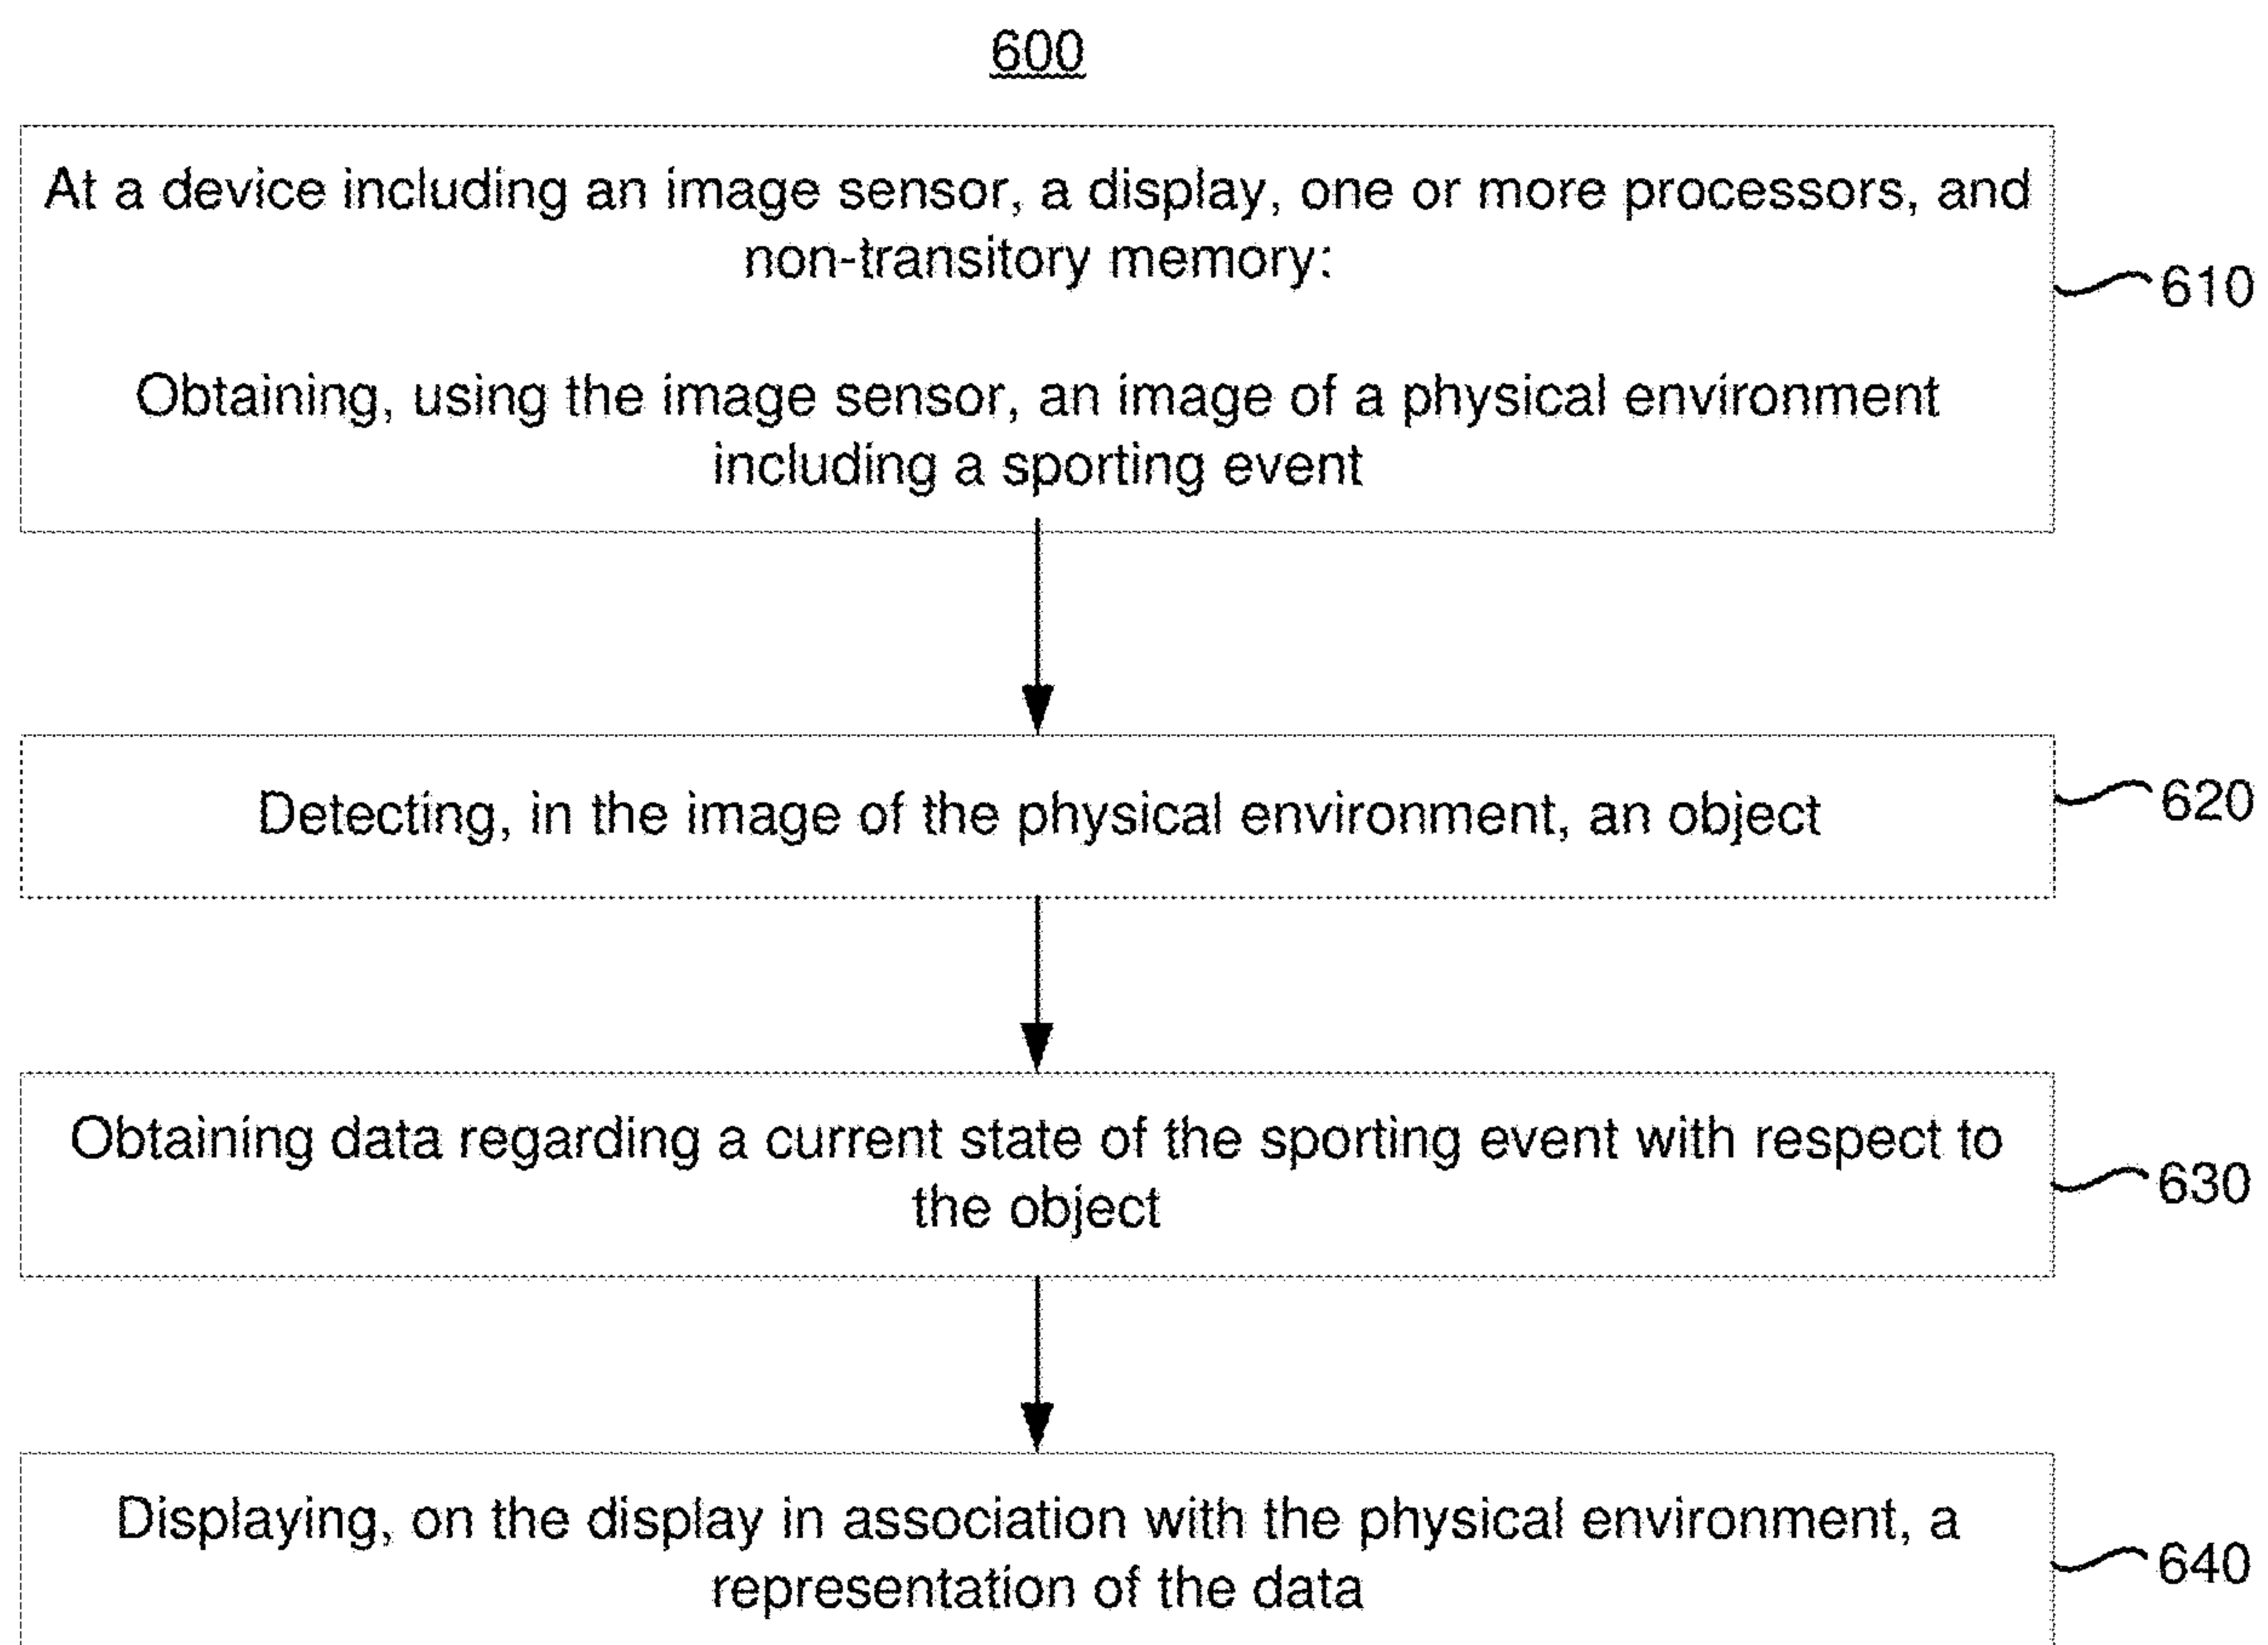 600
At a device including an image sensor, a display, one or more processors, and
non-transitory memory:
Obtaining, using the image sensor, an image of a physical environment
including a sporting event
610
Detecting, in the image of the physical environment, an object
620
Obtaining data regarding a current state of the sporting event with respect to
the object
630
Displaying, on the display in association with the physical environment, a
representation of the data
640